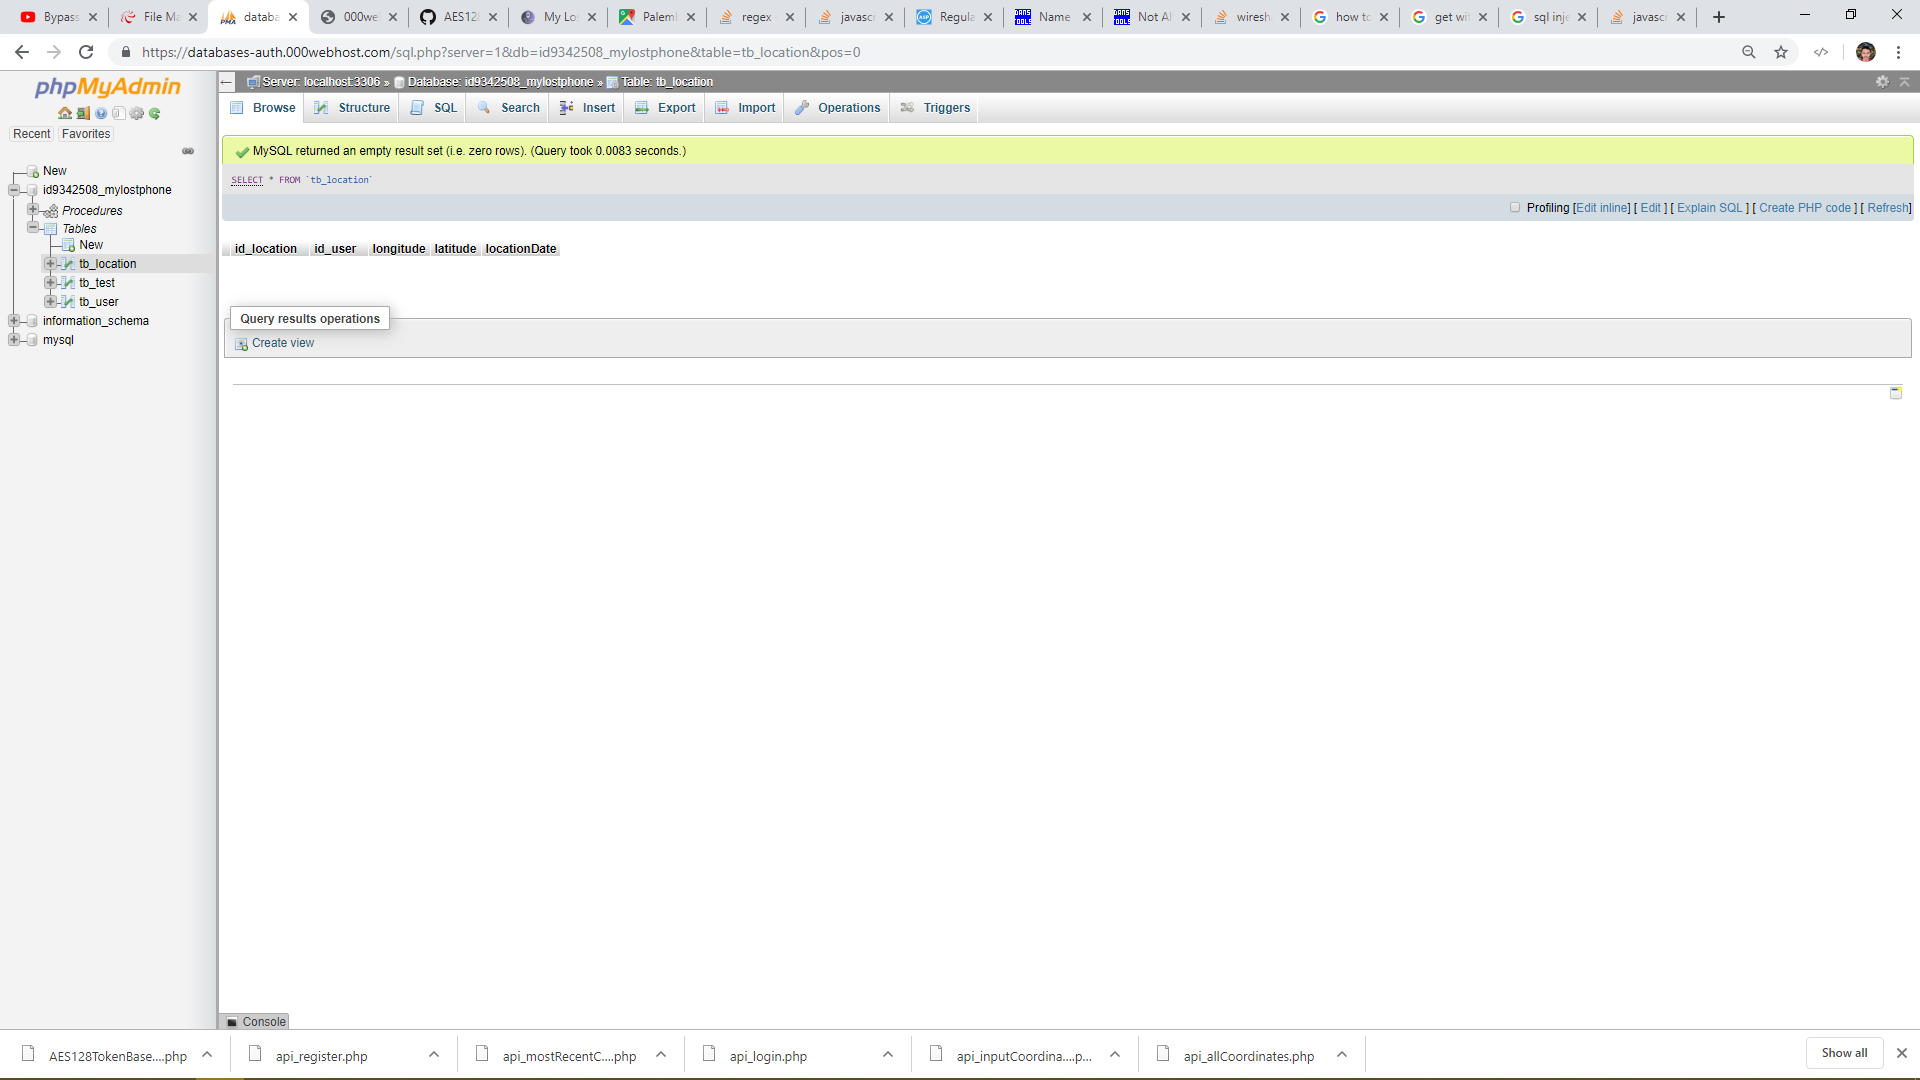 Bypass
File Ma
databa
000we
AES12
My Lo
Palem
regex
javasc
Regula
Name
Not Al
wiresh
how to
get wi
sql inje
javasc
https://databases-auth.000webhost.com/sql.php?server=1&db=id9342508_mylostphone&table=tb_location&pos=0
phpMyAdmin
Recent
Favorites
New
id9342508_mylostphone
Procedures
Tables
New
tb_location
tb_test
tb_user
information_schema
mysql
Server: localhost:3306 » Database: id9342508_mylostphone » Table: tb_location
Browse
Structure
SQL
Search
Insert
Export
Import
Operations
Triggers
MySQL returned an empty result set (i.e. zero rows). (Query took 0.0083 seconds.)
SELECT * FROM `tb_location`
Profiling [Edit inline] [ Edit ] [ Explain SQL ] [ Create PHP code ] [ Refresh]
id_location id_user longitude latitude locationDate
Query results operations
Create view
Console
AES128TokenBase....php
api_register.php
api_mostRecentC....php
api_login.php
api_inputCoordina....p...
api_allCoordinates.php
Show all